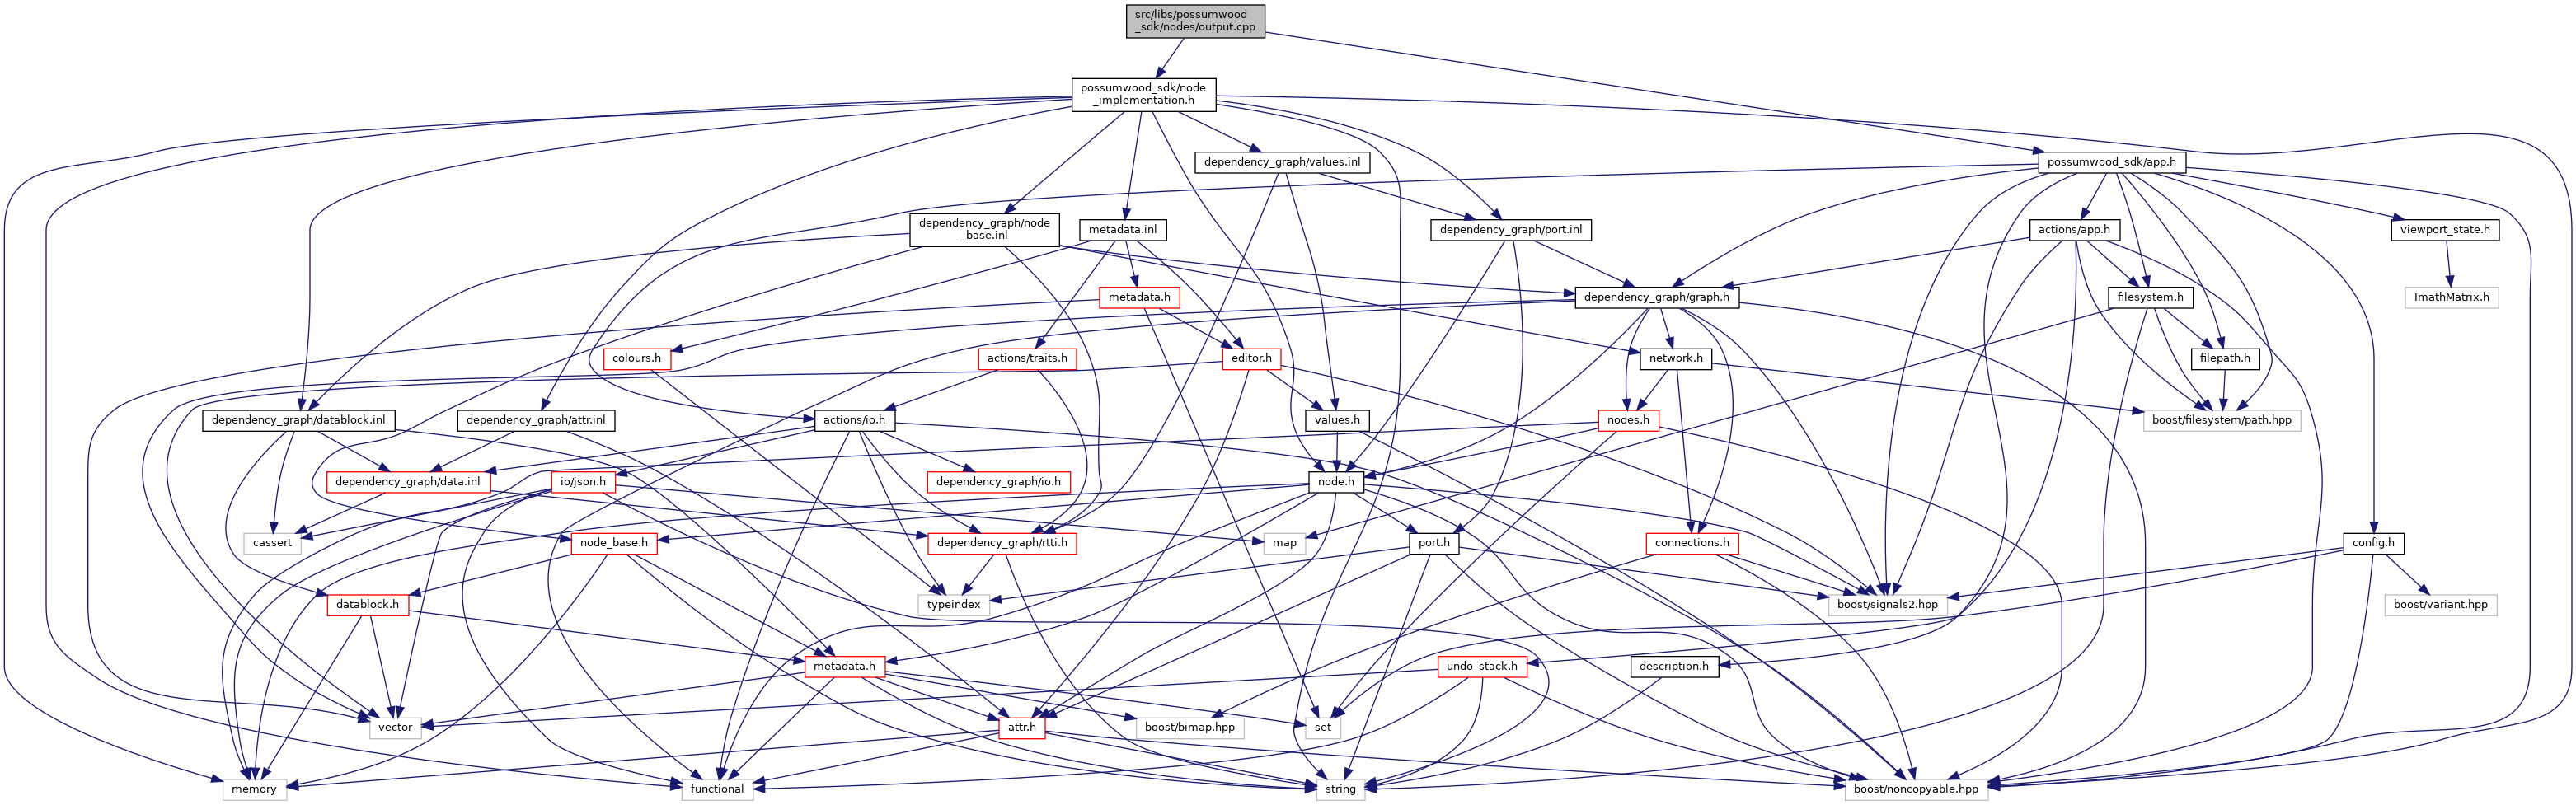 src/libs/possumwood
_sdk/nodes/output.cpp
possumwood_sdk/node
_implementation.h
dependency_graph/values.inl
possumwood_sdk/app.h
dependency_graph/node
_base.inl
metadata.inl
dependency_graph/port.inl
actions/app.h
viewport_state.h
metadata.h
dependency_graph/graph.h
filesystem.h
ImathMatrix.h
colours.h
actions/traits.h
editor.h
network.h
filepath.h
dependency_graph/datablock.inl
dependency_graph/attr.inl
actions/io.h
values.h
nodes.h
boost/filesystem/path.hpp
dependency_graph/data.inl
io/json.h
dependency_graph/io.h
node.h
cassert
node_base.h
dependency_graph/rtti.h
map
port.h
connections.h
config.h
datablock.h
typeindex
boost/signals2.hpp
boost/variant.hpp
metadata.h
undo_stack.h
description.h
vector
attr.h
boost/bimap.hpp
set
memory
functional
string
boost/noncopyable.hpp